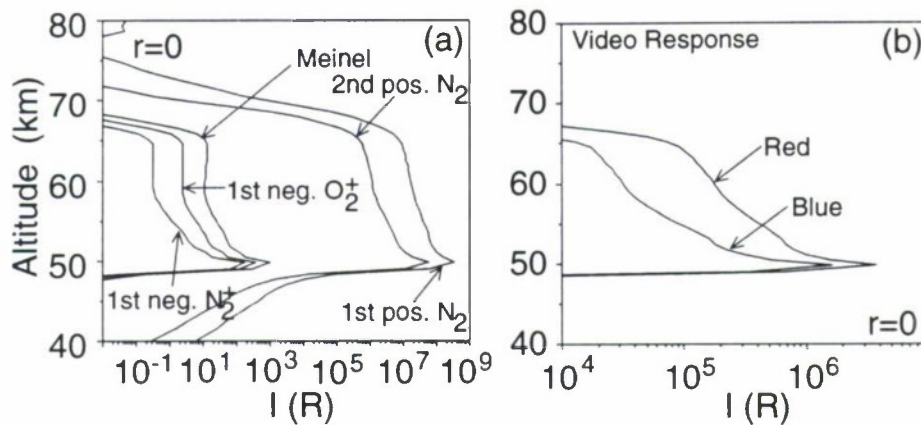 80
70
60
50
40
Altitude (km)
r=0
(a)
Meinel
2nd pos. N₂
1st neg. O₂⁺
1st neg. N₂⁺
1st pos. N₂
10⁻¹ 10¹ 10³ 10⁵ 10⁷ 10⁹
I (R)
80
70
60
50
40
Video Response
(b)
Red
Blue
r=0
10⁴ 10⁵ 10⁶
I (R)